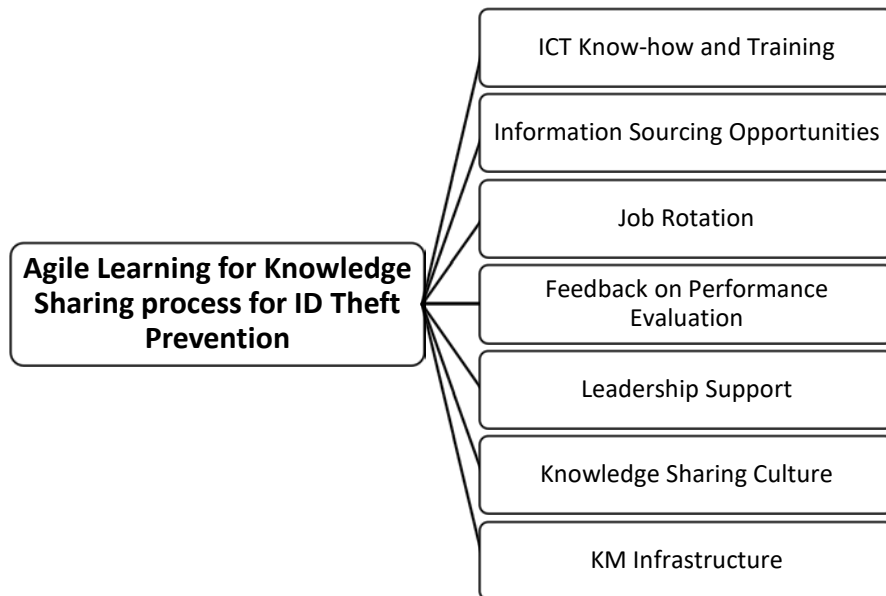 ICT Know-how and Training
Information Sourcing Opportunities
Job Rotation
Agile Learning for Knowledge
Sharing process for ID Theft
Prevention
Feedback on Performance
Evaluation
Leadership Support
Knowledge Sharing Culture
KM Infrastructure